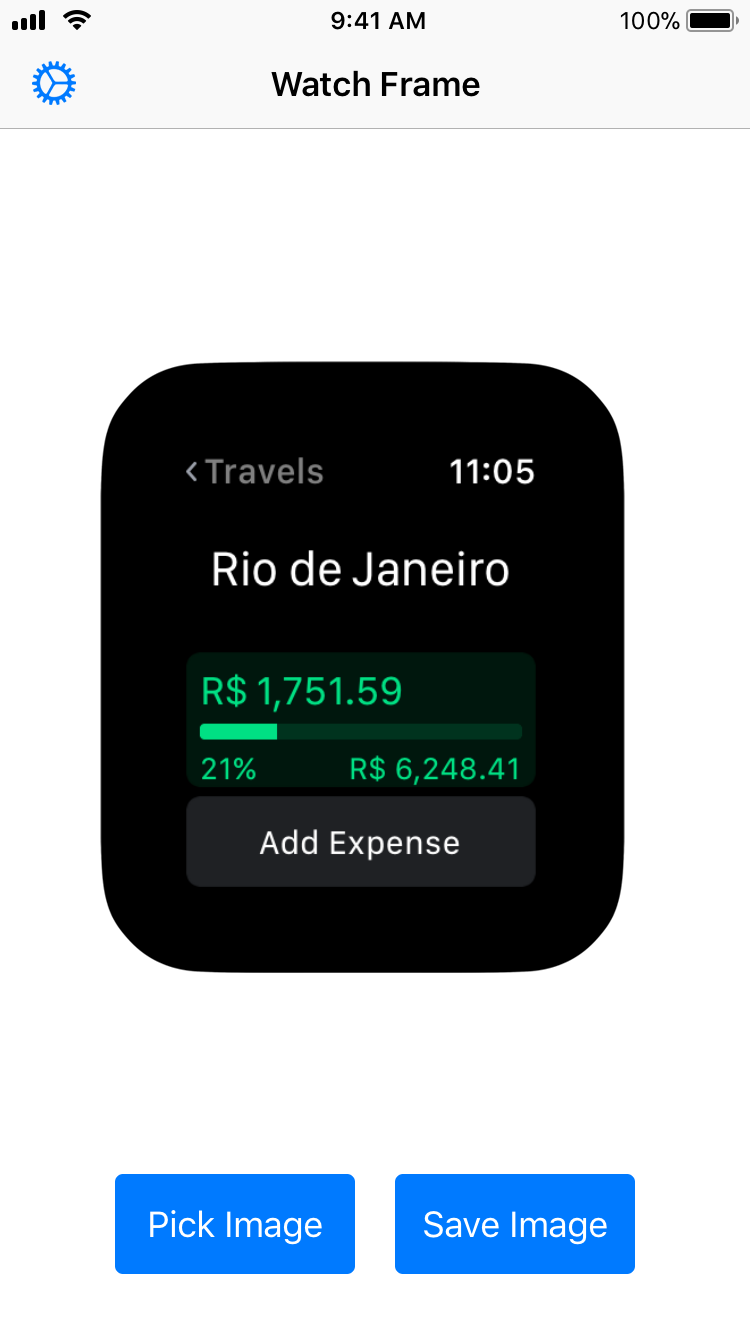 9:41 AM 100%
Watch Frame
Travels 11:05
Rio de Janeiro
R$ 1,751.59
21% R$ 6,248.41
Add Expense
Pick Image Save Image